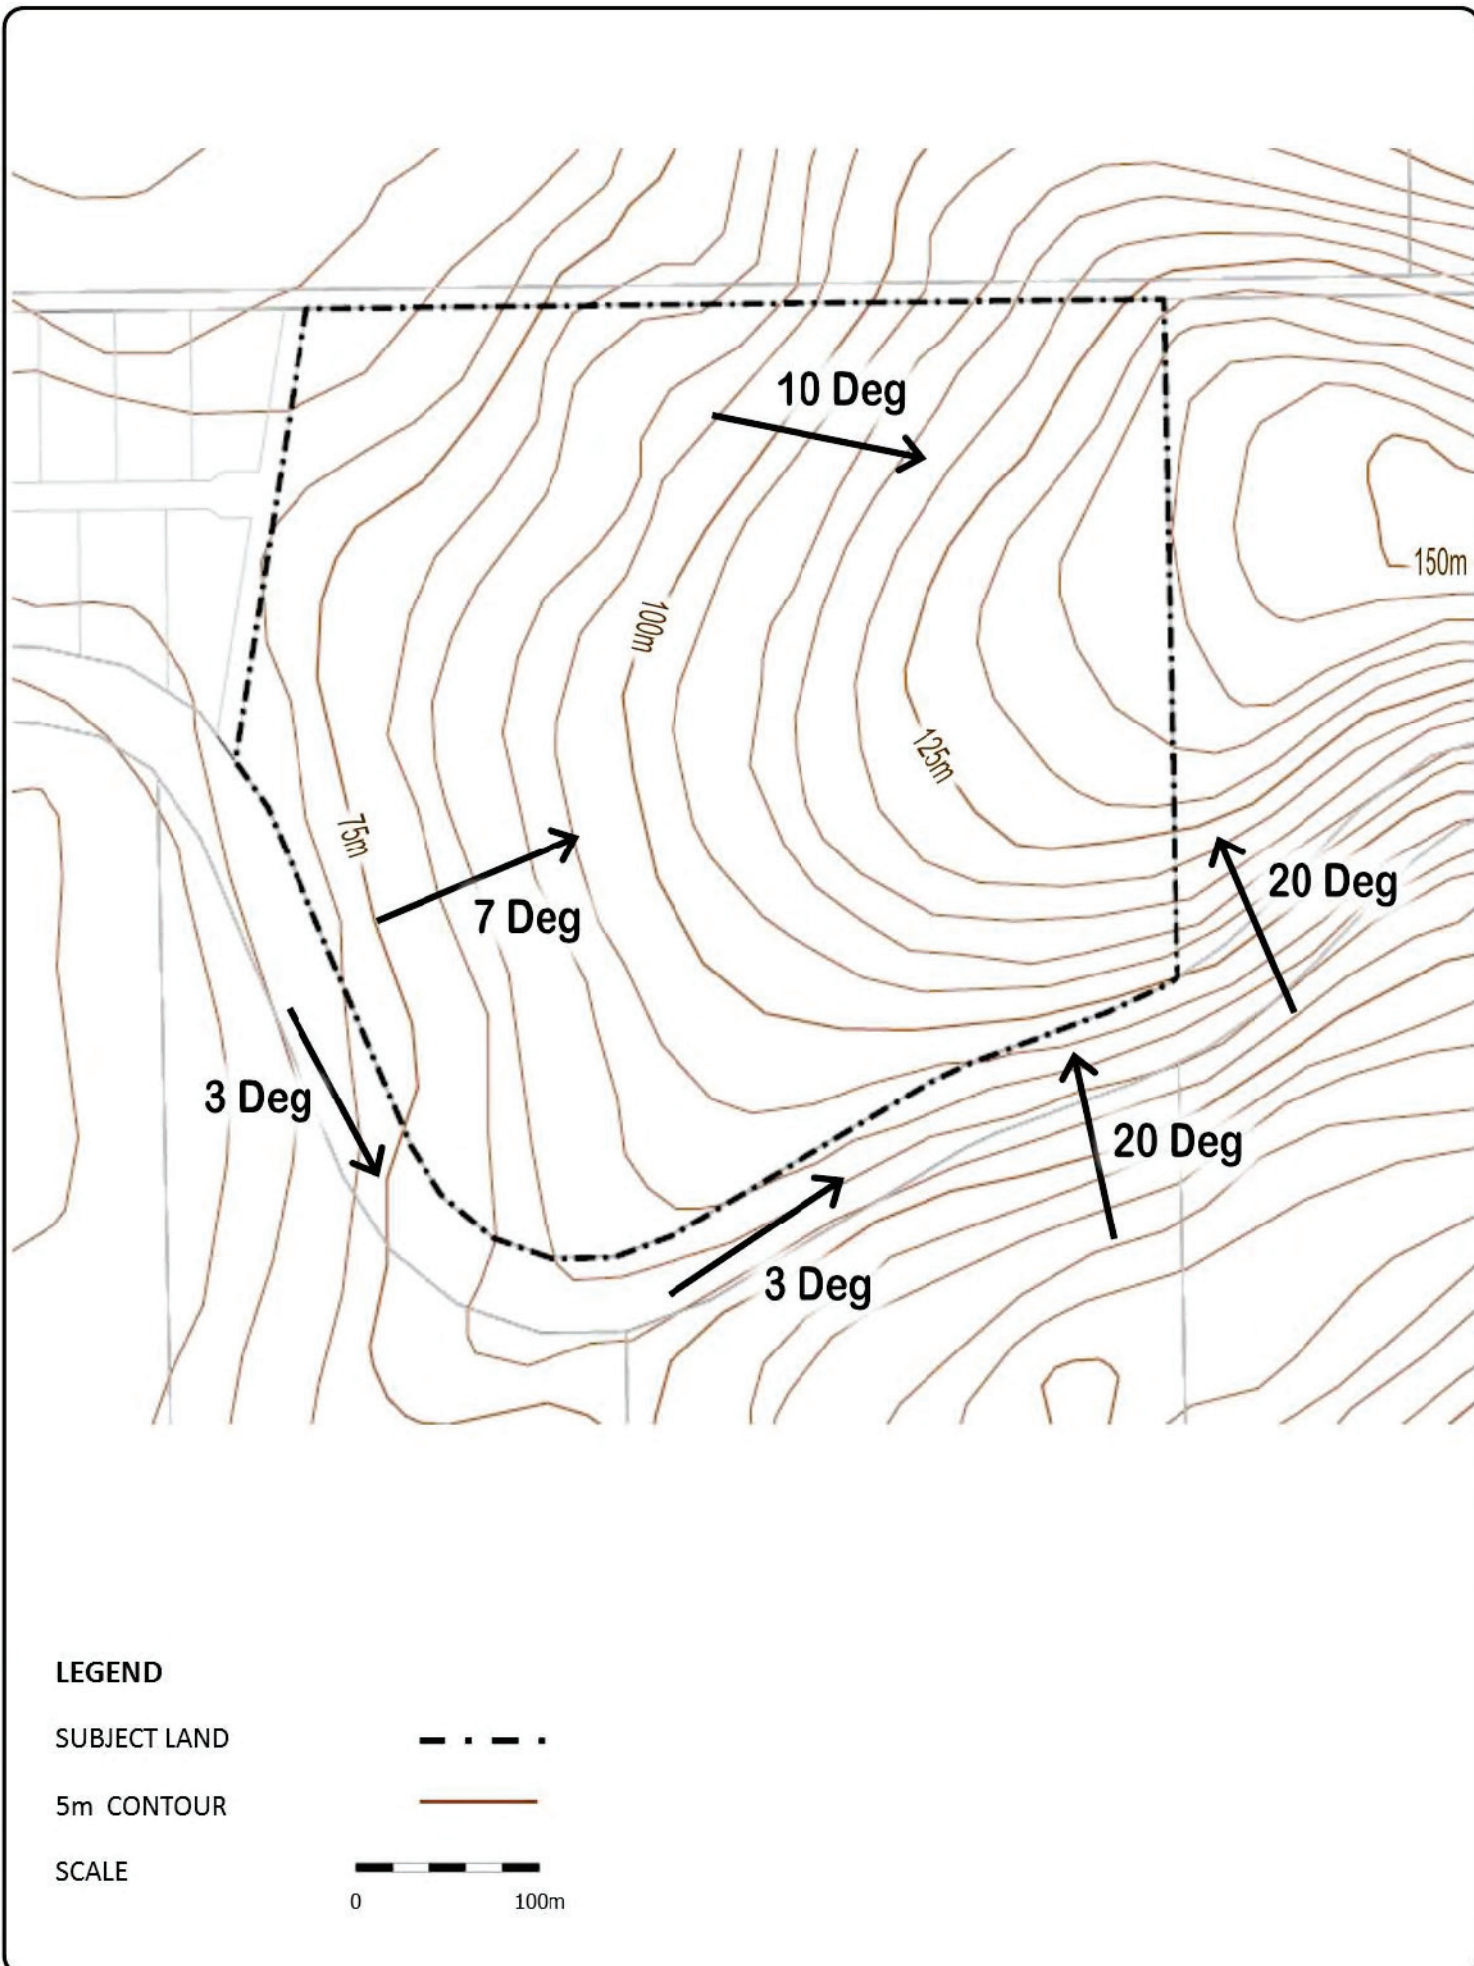 10 Deg
150m
100m
125m
75m
20 Deg
7 Deg
3 Deg
20 Deg
3 Deg
LEGEND
SUBJECT LAND
5m CONTOUR
SCALE
0 100m